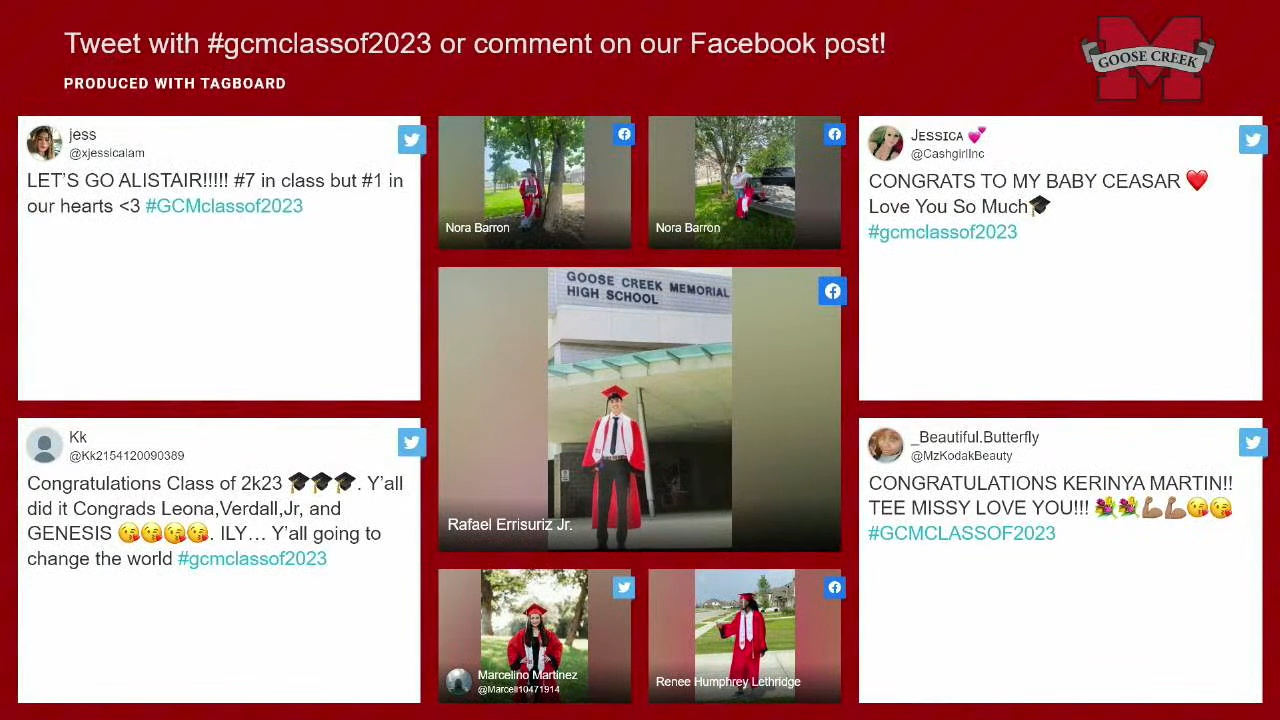 Tweet with #gcmclassof2023 or comment on our Facebook post!
PRODUCED WITH TAGBOARD
GOOSE CREEK
M
jess
@xjessicalam
LET'S GO ALISTAIR!!!!! #7 in class but #1 in
our hearts <3 #GCMclassof2023
Kk
@Kk2154120090389
Congratulations Class of 2k23 🎓🎓🎓. Y'all
did it Congrads Leona,Verdall,Jr, and
GENESIS 😘😘😘😘. ILY… Y'all going to
change the world #gcmclassof2023
Nora Barron
Nora Barron
GOOSE CREEK MEMORIAL
HIGH SCHOOL
Rafael Errisuriz Jr.
Marcelino Martinez
@Marceli10471914
Renee Humphrey Lethridge
Jessica 💕
@CashgirlInc
CONGRATS TO MY BABY CEASAR ❤️
Love You So Much🎓
#gcmclassof2023
_Beautiful.Butterfly
@MzKodakBeauty
CONGRATULATIONS KERINYA MARTIN!!
TEE MISSY LOVE YOU!!! 💐💐💪🏽💪🏽😘😘
#GCMCLASSOF2023